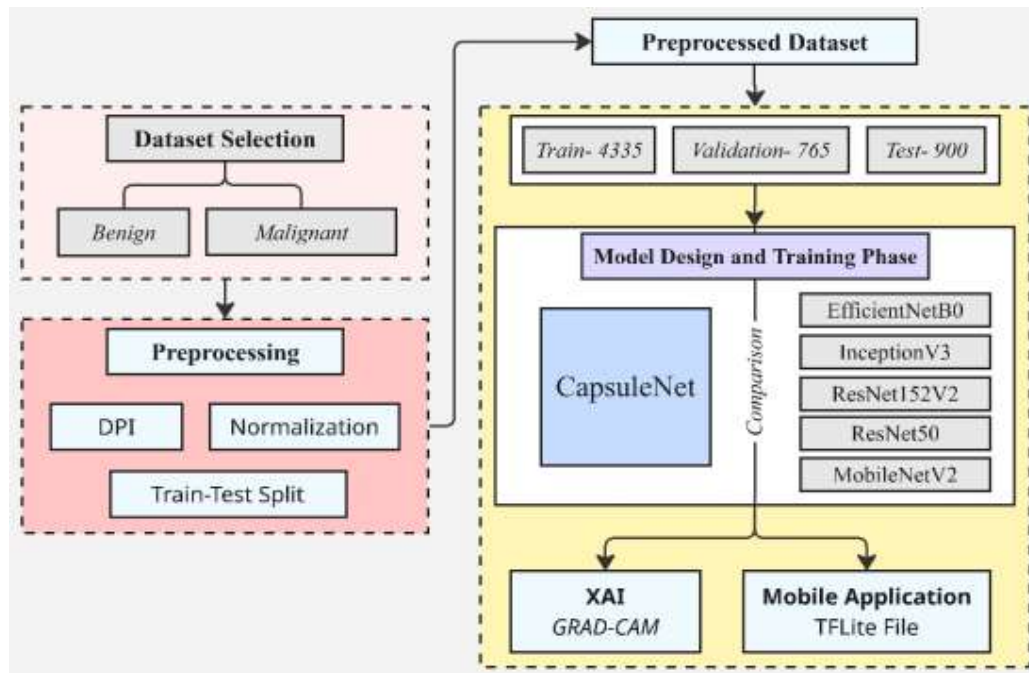 Preprocessed Dataset
Dataset Selection
Benign
Malignant
Preprocessing
DPI
Normalization
Train-Test Split
Train- 4335
Validation- 765
Test- 900
Model Design and Training Phase
CapsuleNet
Comparison
EfficientNetB0
InceptionV3
ResNet152V2
ResNet50
MobileNetV2
XAI
GRAD-CAM
Mobile Application
TFLite File